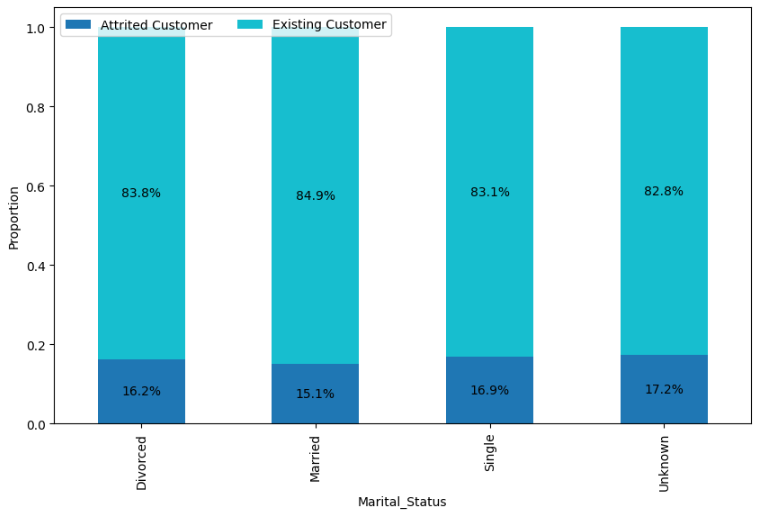 Attrited Customer Existing Customer
1.0
0.8
0.6
0.4
0.2
0.0
Proportion
83.8% 84.9% 83.1% 82.8%
16.2% 15.1% 16.9% 17.2%
Divorced Married Single Unknown
Marital_Status